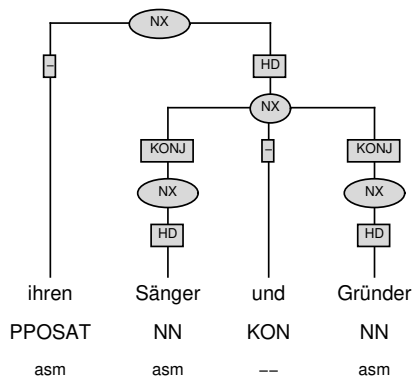 NX
– HD
NX
KONJ – KONJ
NX NX
HD HD
ihren Sänger und Gründer
PPOSAT NN KON NN
asm asm –– asm